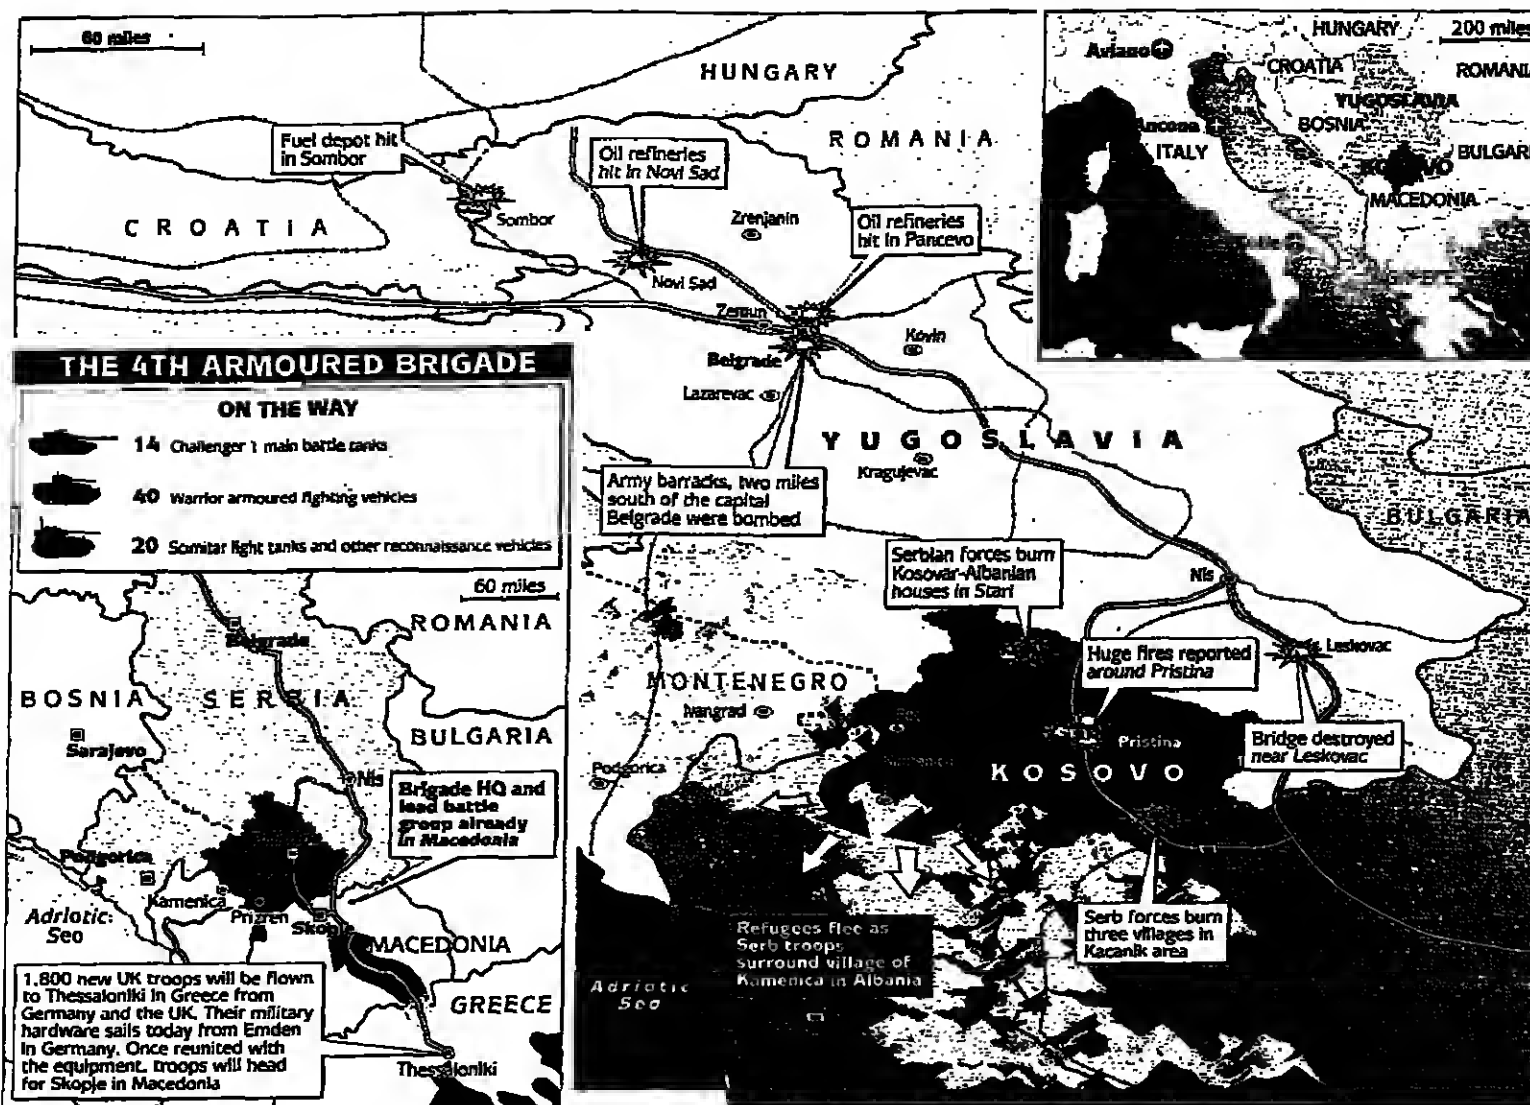 60 miles
HUNGARY
ROMANIA
CROATIA
Fuel depot hit
in Sombor
Sombor
Oil refineries
hit in Novi Sad
Novi Sad
Zrenjanin
Oil refineries
hit in Pancevo
Zemun
Belgrade
Kovin
Lazarevac
YUGOSLAVIA
Kragujevac
Army barracks, two miles
south of the capital
Belgrade were bombed
BULGARIA
Serbian forces burn
Kosovar-Albanian
houses in Stari
Nis
Leskovac
Huge fires reported
around Pristina
Bridge destroyed
near Leskovac
MONTENEGRO
Ivangrad
Podgorica
Pristina
KOSOVO
Refugees flee as
Serb troops
surround village of
Kamenica in Albania
Serb forces burn
three villages in
Kacanik area
Adriatic
Sea
200 miles
HUNGARY
Aviano
CROATIA
ROMANIA
YUGOSLAVIA
BOSNIA
Ancona
ITALY
BULGARI
KOSOVO
MACEDONIA
THE 4TH ARMOURED BRIGADE
ON THE WAY
14 Challenger 1 main battle tanks
40 Warrior armoured fighting vehicles
20 Scimitar light tanks and other reconnaissance vehicles
60 miles
ROMANIA
Belgrade
BOSNIA
SERBIA
Sarajevo
BULGARIA
Nis
Brigade HQ and
lead battle
group already
in Macedonia
Podgorica
Kamenica
Prizren
Skopje
Adriatic
Sea
MACEDONIA
GREECE
Thessaloniki
1,800 new UK troops will be flown
to Thessaloniki in Greece from
Germany and the UK. Their military
hardware sails today from Emden
in Germany. Once reunited with
the equipment, troops will head
for Skopje in Macedonia